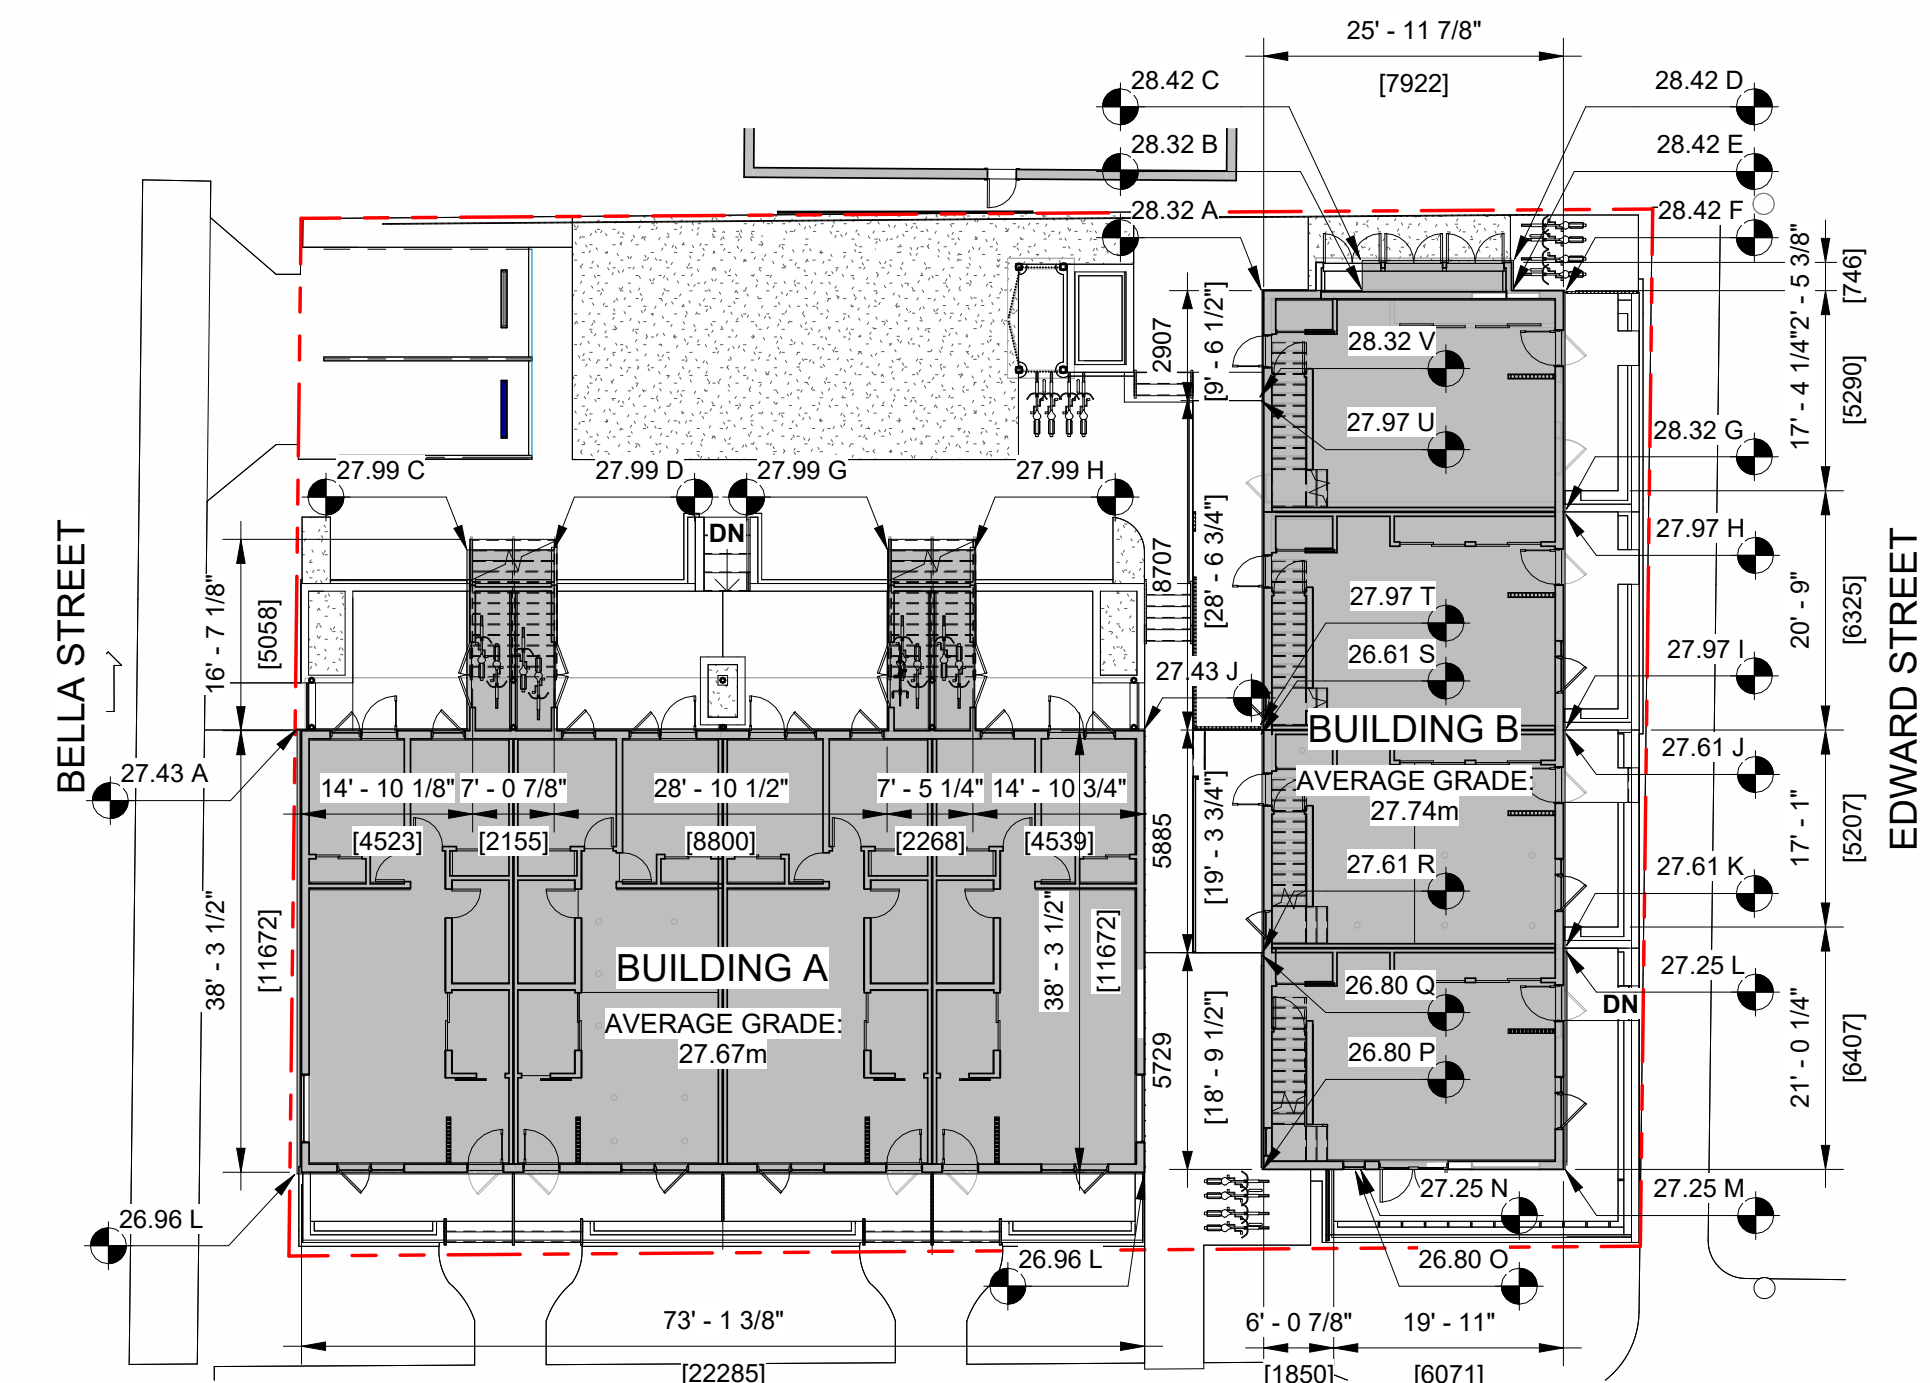 25' - 11 7/8"
[7922]
28.42 C
28.42 D
28.32 B
28.42 E
28.32 A
28.42 F
2' - 5 3/8"
[746]
2907
[9' - 6 1/2"]
28.32 V
17' - 4 1/4"
[5290]
27.97 U
28.32 G
27.99 C
27.99 D
27.99 G
27.99 H
DN
27.97 H
BELLA STREET
EDWARD STREET
16' - 7 1/8"
[5058]
8707
[28' - 6 3/4"]
27.97 T
20' - 9"
[6325]
26.61 S
27.97 I
27.43 J
BUILDING B
27.61 J
27.43 A
AVERAGE GRADE:
27.74m
14' - 10 1/8"
7' - 0 7/8"
28' - 10 1/2"
7' - 5 1/4"
14' - 10 3/4"
[4523]
[2155]
[8800]
[2268]
[4539]
5885
[19' - 3 3/4"]
17' - 1"
[5207]
27.61 R
27.61 K
38' - 3 1/2"
[11672]
38' - 3 1/2"
[11672]
BUILDING A
27.25 L
26.80 Q
DN
AVERAGE GRADE:
27.67m
26.80 P
5729
[18' - 9 1/2"]
21' - 0 1/4"
[6407]
27.25 N
27.25 M
26.96 L
26.96 L
26.80 O
73' - 1 3/8"
6' - 0 7/8"
19' - 11"
[22285]
[1850]
[6071]